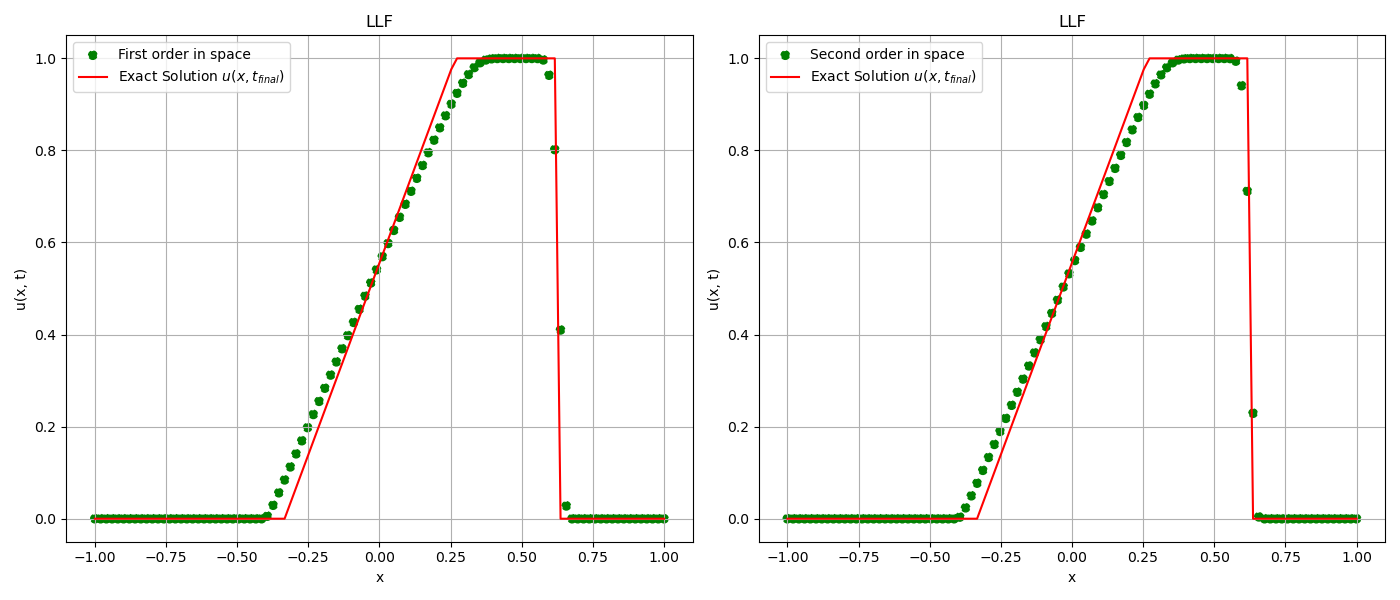 LLF
First order in space
Exact Solution u(x, t_final)
u(x, t)
1.0
0.8
0.6
0.4
0.2
0.0
−1.00 −0.75 −0.50 −0.25 0.00 0.25 0.50 0.75 1.00
x
LLF
Second order in space
Exact Solution u(x, t_final)
u(x, t)
1.0
0.8
0.6
0.4
0.2
0.0
−1.00 −0.75 −0.50 −0.25 0.00 0.25 0.50 0.75 1.00
x